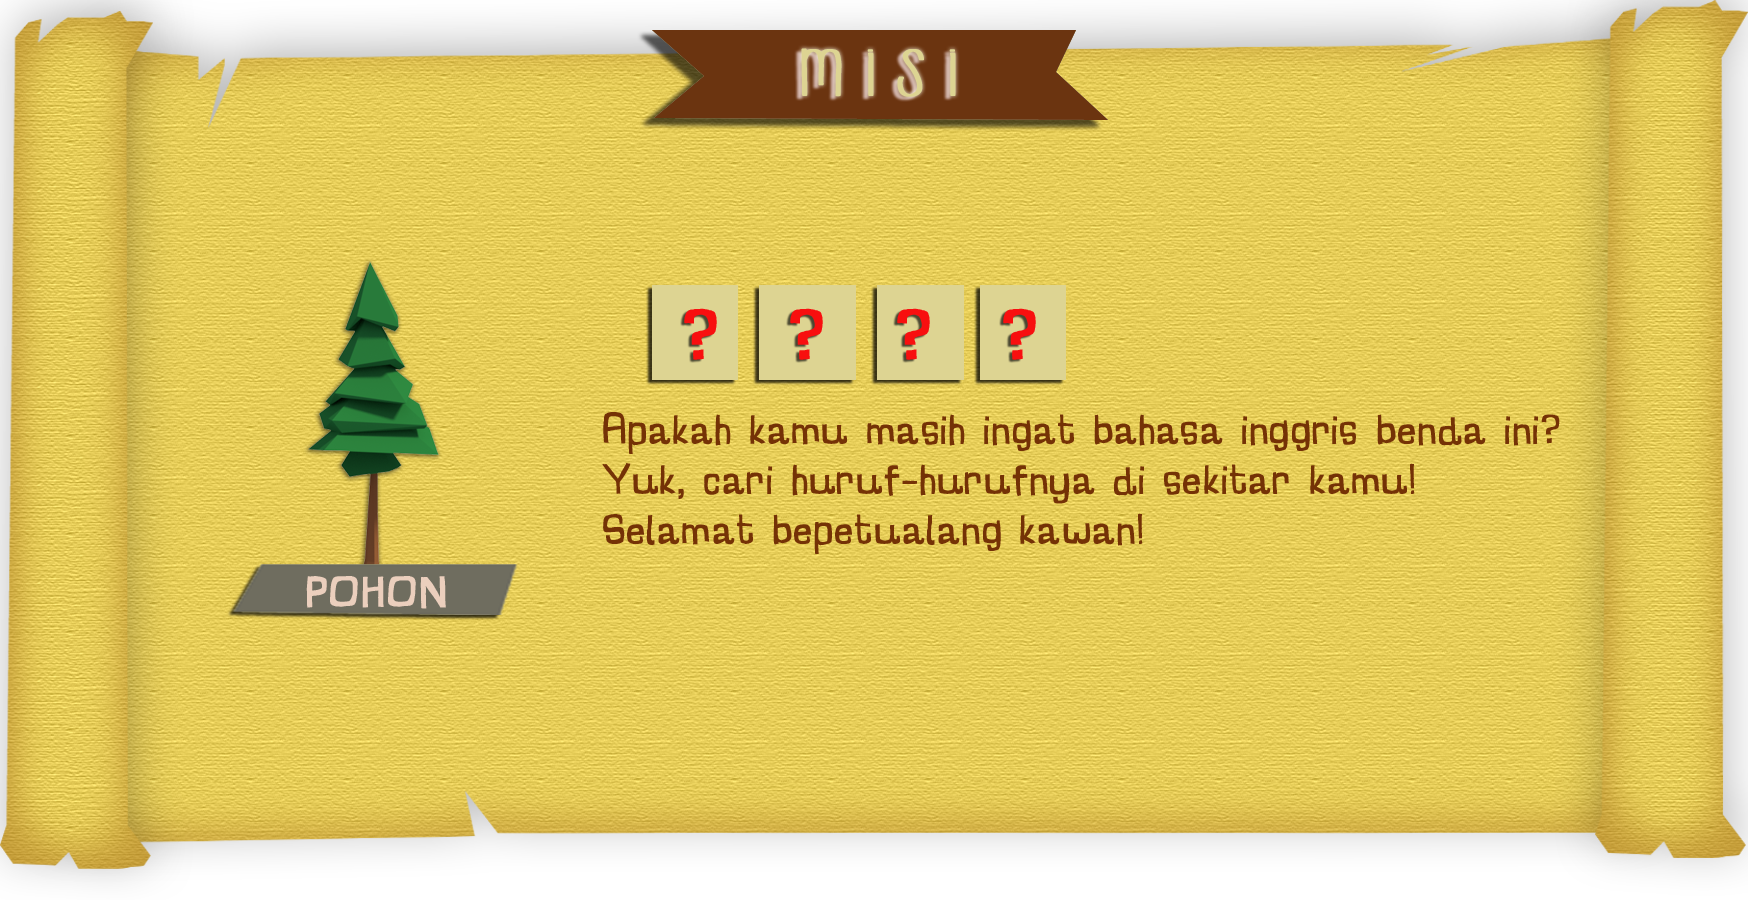 MISI
? ? ? ?
Apakah kamu masih ingat bahasa inggris benda ini?
Yuk, cari huruf-hurufnya di sekitar kamu!
Selamat bepetualang kawan!
POHON